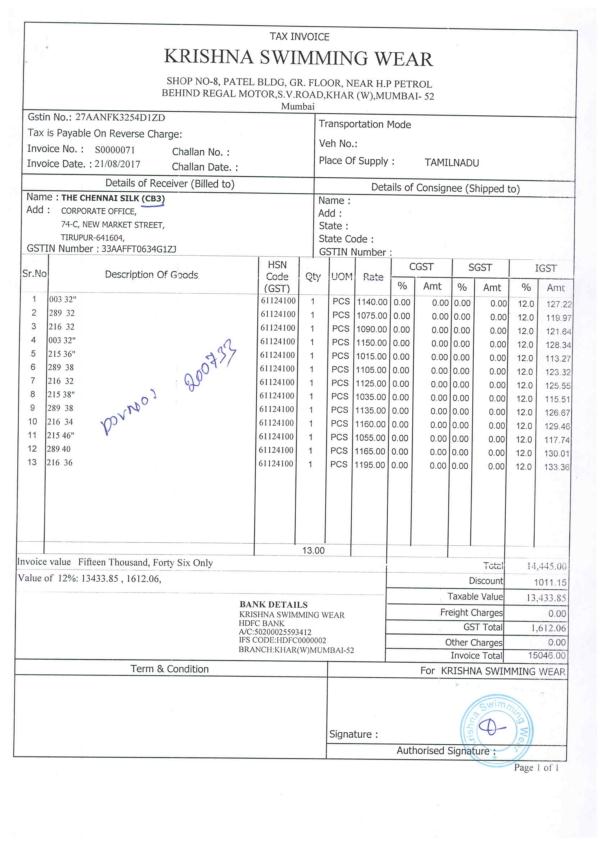 TAX INVOICE
KRISHNA SWIMMING WEAR
SHOP NO-8, PATEL BLDG, GR. FLOOR, NEAR H.P PETROL
BEHIND REGAL MOTOR,S.V.ROAD,KHAR (W),MUMBAI- 52
Mumbai
Gstin No.: 27AANFK3254D1ZD
Tax is Payable On Reverse Charge:
Invoice No. : S0000071 Challan No. :
Invoice Date. : 21/08/2017 Challan Date. :
Transportation Mode
Veh No.:
Place Of Supply : TAMILNADU
Details of Receiver (Billed to)
Details of Consignee (Shipped to)
Name : THE CHENNAI SILK (CB3)
Add : CORPORATE OFFICE,
74-C, NEW MARKET STREET,
TIRUPUR-641604,
GSTIN Number : 33AAFFT0634G1ZJ
Name :
Add :
State :
State Code :
GSTIN Number :
Sr.No Description Of Goods HSN Code (GST) Qty UOM Rate CGST SGST IGST
% Amt % Amt % Amt
1 003 32" 61124100 1 PCS 1140.00 0.00 0.00 0.00 0.00 12.0 127.22
2 289 32 61124100 1 PCS 1075.00 0.00 0.00 0.00 0.00 12.0 119.97
3 216 32 61124100 1 PCS 1090.00 0.00 0.00 0.00 0.00 12.0 121.64
4 003 32" 61124100 1 PCS 1150.00 0.00 0.00 0.00 0.00 12.0 128.34
5 215 36" 61124100 1 PCS 1015.00 0.00 0.00 0.00 0.00 12.0 113.27
6 289 38 61124100 1 PCS 1105.00 0.00 0.00 0.00 0.00 12.0 123.32
7 216 32 61124100 1 PCS 1125.00 0.00 0.00 0.00 0.00 12.0 125.55
8 215 38" 61124100 1 PCS 1035.00 0.00 0.00 0.00 0.00 12.0 115.51
9 289 38 61124100 1 PCS 1135.00 0.00 0.00 0.00 0.00 12.0 126.67
10 216 34 61124100 1 PCS 1160.00 0.00 0.00 0.00 0.00 12.0 129.46
11 215 46" 61124100 1 PCS 1055.00 0.00 0.00 0.00 0.00 12.0 117.74
12 289 40 61124100 1 PCS 1165.00 0.00 0.00 0.00 0.00 12.0 130.01
13 216 36 61124100 1 PCS 1195.00 0.00 0.00 0.00 0.00 12.0 133.36
200733
13.00
Invoice value Fifteen Thousand, Forty Six Only
Value of 12%: 13433.85 , 1612.06,
Total 14,445.00
Discount 1011.15
Taxable Value 13,433.85
Freight Charges 0.00
GST Total 1,612.06
Other Charges 0.00
Invoice Total 15046.00
BANK DETAILS
KRISHNA SWIMMING WEAR
HDFC BANK
A/C:50200025593412
IFS CODE:HDFC0000002
BRANCH:KHAR(W)MUMBAI-52
Term & Condition
For KRISHNA SWIMMING WEAR
Krishna Swimming Wear
Signature :
Authorised Signature :
Page 1 of 1